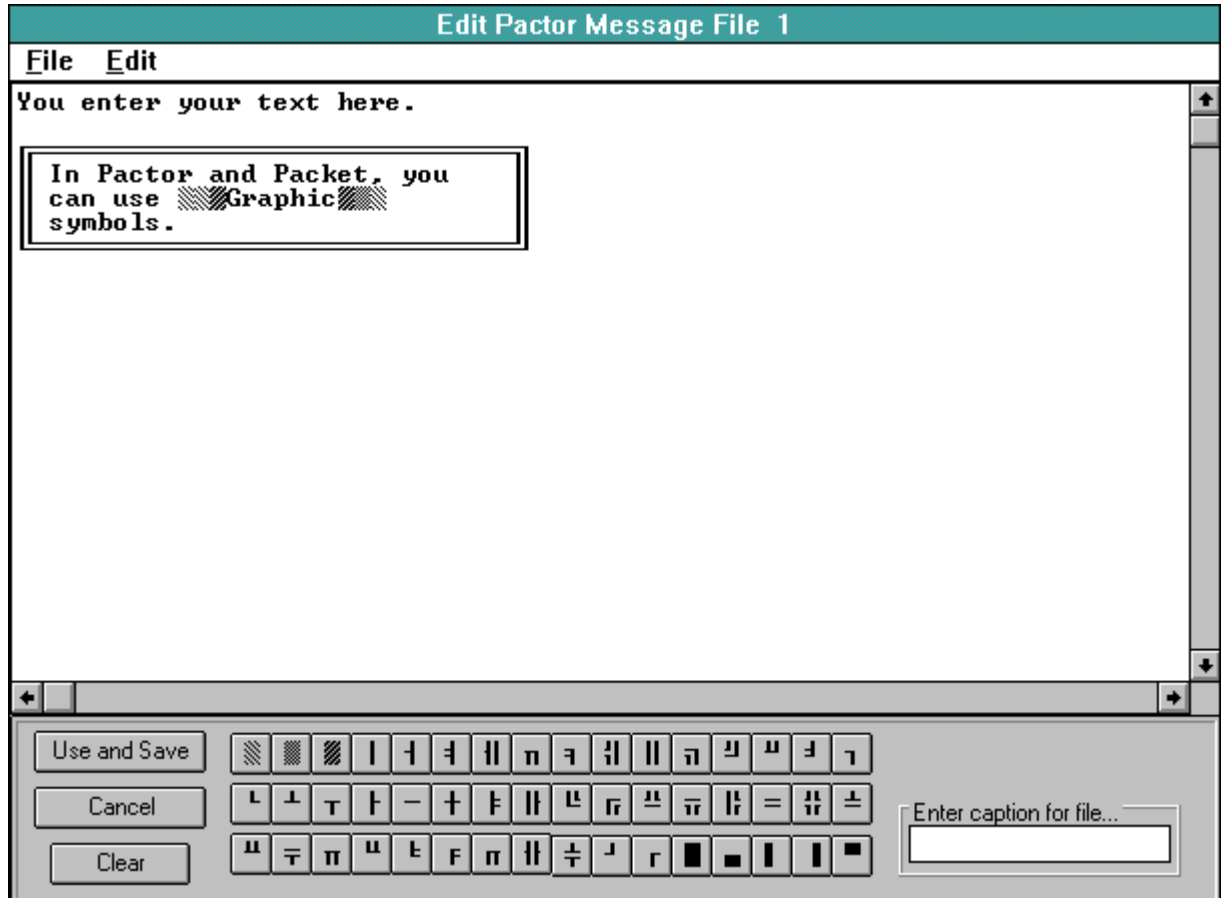 Edit Pactor Message File 1
File Edit
You enter your text here.
In Pactor and Packet, you
can use ░▒▓Graphic▓▒░
symbols.
Use and Save
Cancel
Clear
░ ▒ ▓ │ ┤ ╡ ╢ ╖ ╕ ╣ ║ ╗ ╝ ╜ ╛ ┐
└ ┴ ┬ ├ ─ ┼ ╞ ╟ ╚ ╔ ╩ ╦ ╠ ═ ╬ ╧
╨ ╤ ╥ ╙ ╘ ╒ ╓ ╫ ╪ ┘ ┌ █ ▄ ▌ ▐ ▀
Enter caption for file...